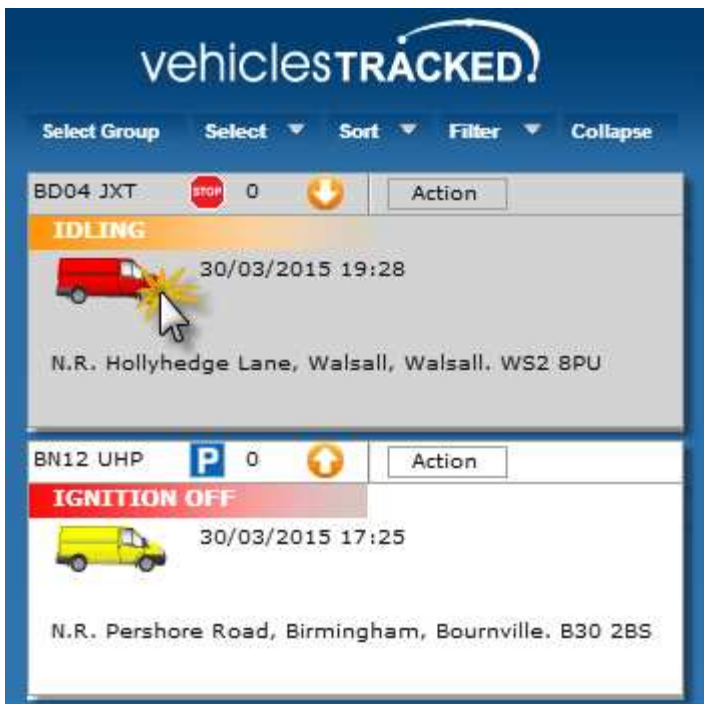 vehiclesTRACKED!
Select Group Select Sort Filter Collapse
BD04 JXT STOP 0 Action
IDLING
30/03/2015 19:28
N.R. Hollyhedge Lane, Walsall, Walsall. WS2 8PU
BN12 UHP P 0 Action
IGNITION OFF
30/03/2015 17:25
N.R. Pershore Road, Birmingham, Bournville. B30 2BS